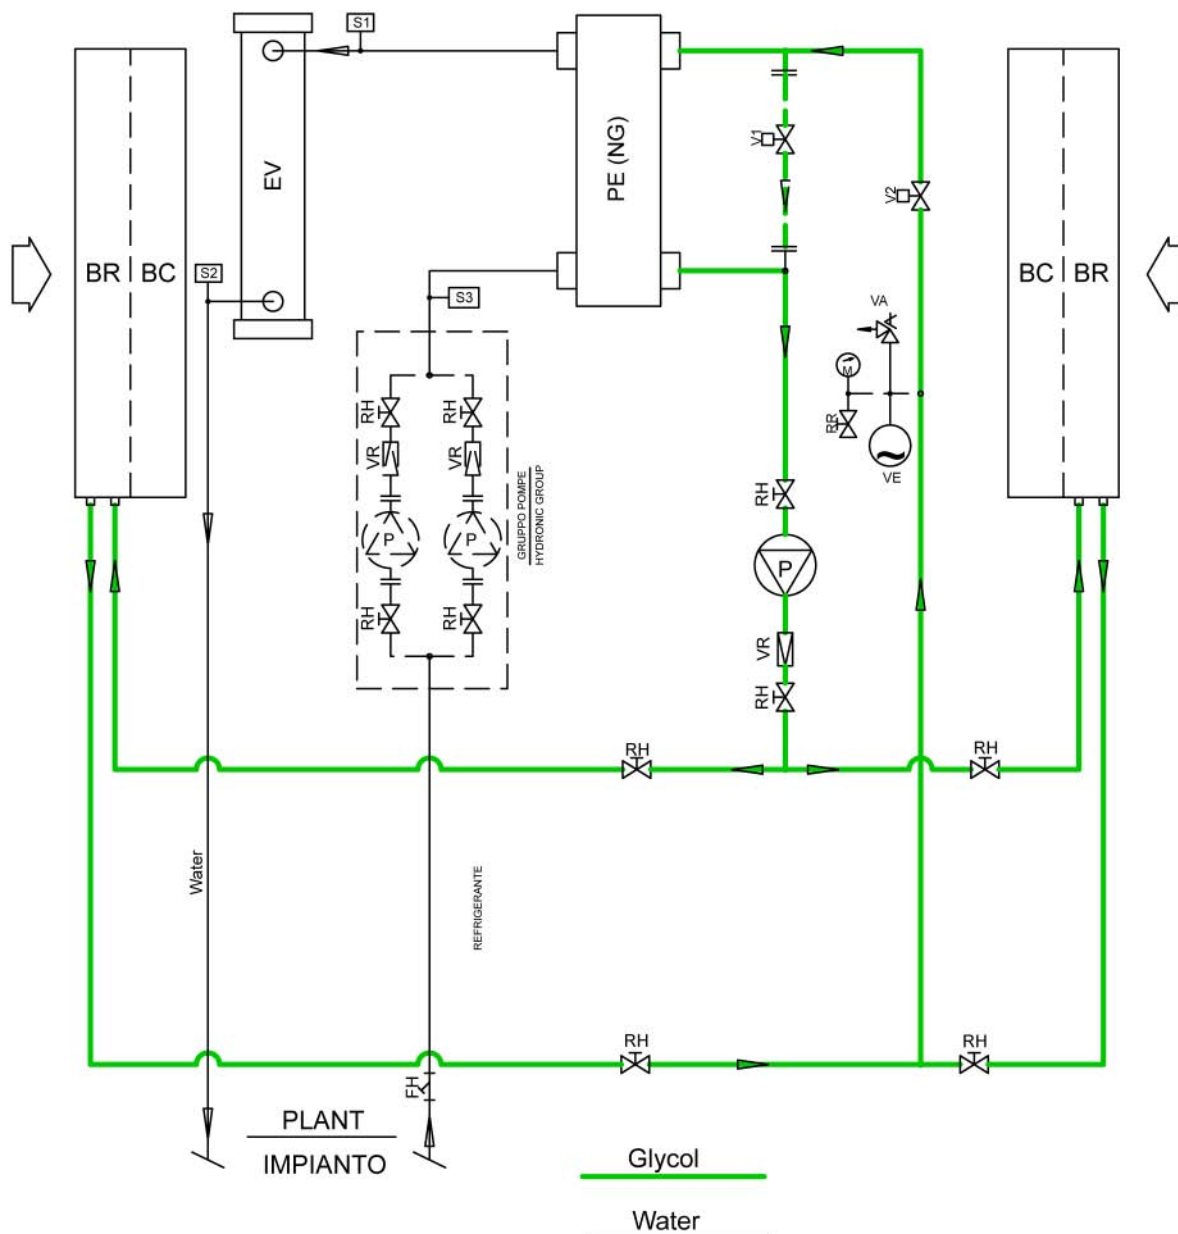 S1
EV
PE (NG)
V1
V2
BR
BC
S2
S3
BC
BR
VA
M
RR
VE
RH
RH
VR
VR
P
P
RH
RH
GRUPPO POMPE
HYDRONIC GROUP
RH
P
VR
RH
RH
RH
Water
REFRIGERANTE
RH
RH
FH
PLANT
IMPIANTO
Glycol
Water